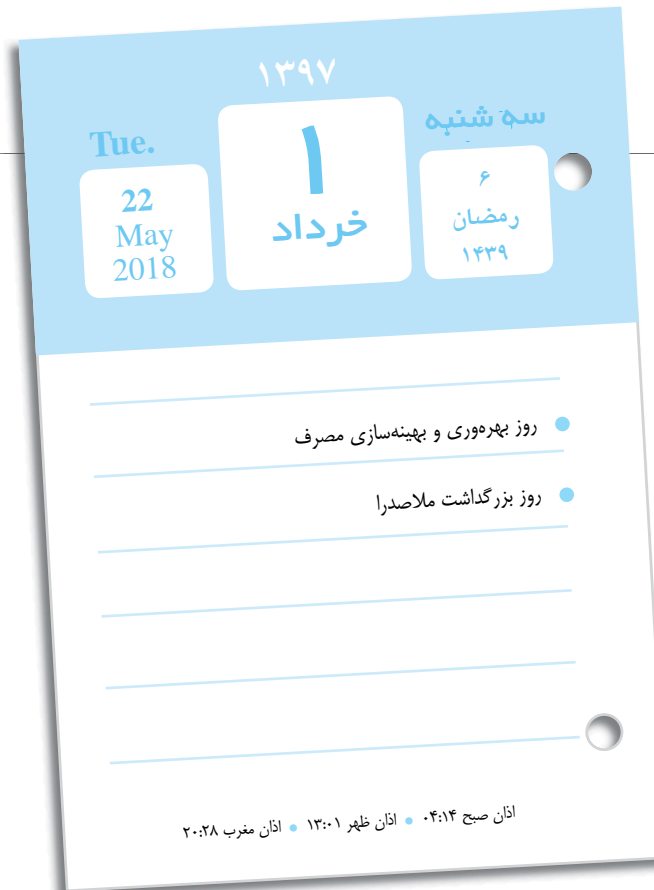 ۱۳۹۷
سه شنبه
۶
رمضان
۱۴۳۹
۱
خرداد
Tue.
22
May
2018
روز بهره‌وری و بهینه‌سازی مصرف
روز بزرگداشت ملاصدرا
اذان صبح ۰۴:۱۴ • اذان ظهر ۱۳:۰۱ • اذان مغرب ۲۰:۲۸